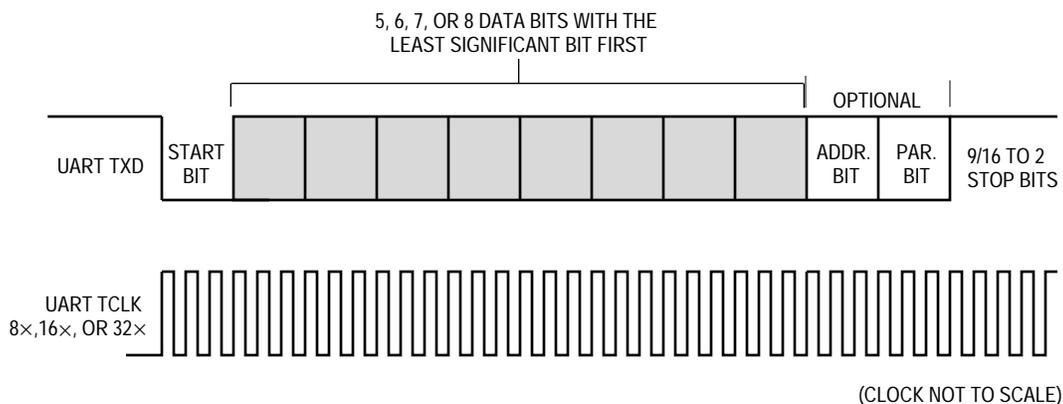 5, 6, 7, OR 8 DATA BITS WITH THE
LEAST SIGNIFICANT BIT FIRST
OPTIONAL
UART TXD
START
BIT
ADDR.
BIT
PAR.
BIT
9/16 TO 2
STOP BITS
UART TCLK
8×,16×, OR 32×
(CLOCK NOT TO SCALE)